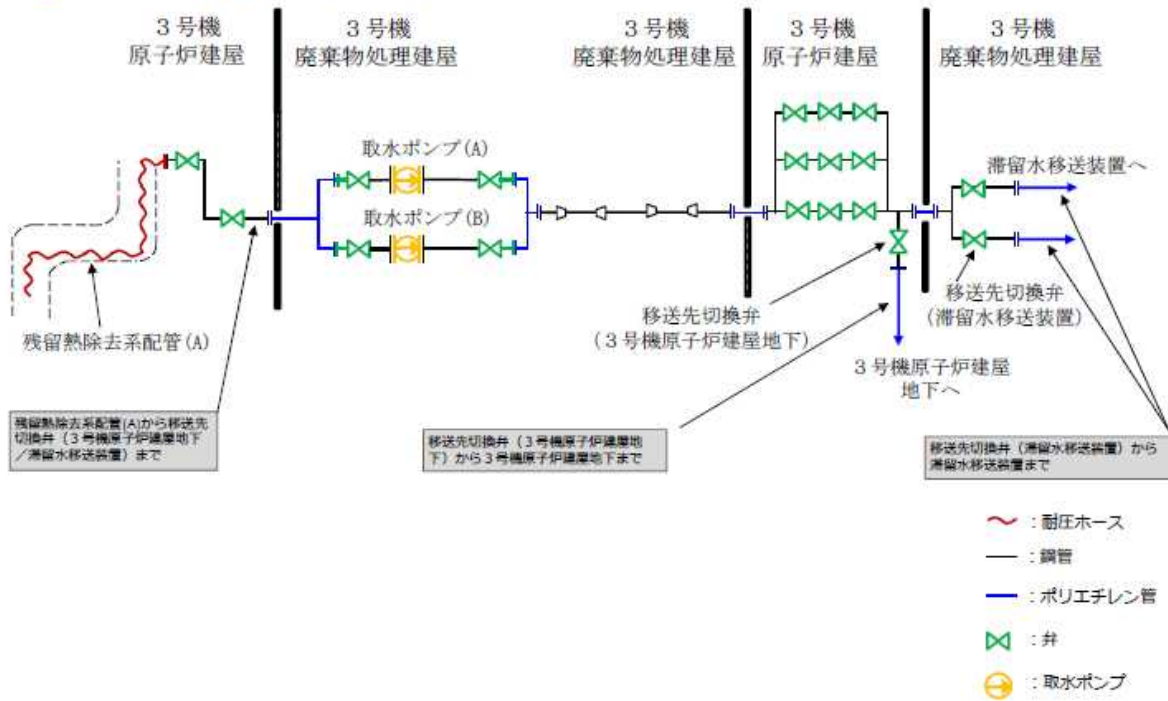 ３号機
原子炉建屋
３号機
廃棄物処理建屋
３号機
廃棄物処理建屋
３号機
原子炉建屋
３号機
廃棄物処理建屋
取水ポンプ(A)
取水ポンプ(B)
滞留水移送装置へ
残留熱除去系配管(A)
移送先切換弁
（３号機原子炉建屋地下）
移送先切換弁
（滞留水移送装置）
３号機原子炉建屋
地下へ
残留熱除去系配管(A)から移送先
切換弁（３号機原子炉建屋地下
／滞留水移送装置）まで
移送先切換弁（３号機原子炉建屋地
下）から３号機原子炉建屋地下まで
移送先切換弁（滞留水移送装置）から
滞留水移送装置まで
：耐圧ホース
：鋼管
：ポリエチレン管
：弁
：取水ポンプ